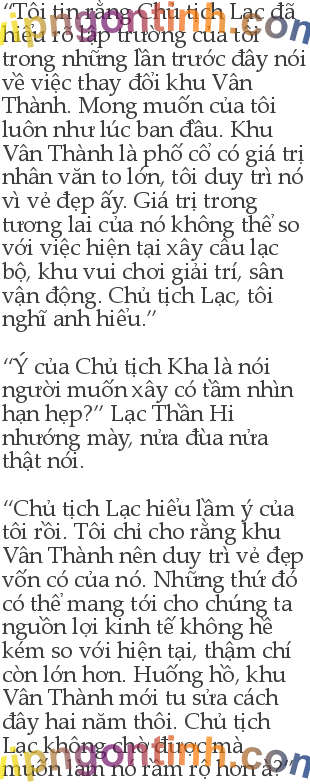 “Tôi tin rằng Chủ tịch Lạc đã
hiểu rõ lập trường của tôi
trong những lần trước đây nói
về việc thay đổi khu Vân
Thành. Mong muốn của tôi
luôn như lúc ban đầu. Khu
Vân Thành là phố cổ có giá trị
nhân văn to lớn, tôi duy trì nó
vì vẻ đẹp ấy. Giá trị trong
tương lai của nó không thể so
với việc hiện tại xây câu lạc
bộ, khu vui chơi giải trí, sân
vận động. Chủ tịch Lạc, tôi
nghĩ anh hiểu.”
“Ý của Chủ tịch Kha là nói
người muốn xây có tầm nhìn
hạn hẹp?” Lạc Thần Hi
nhướng mày, nửa đùa nửa
thật nói.
“Chủ tịch Lạc hiểu lầm ý của
tôi rồi. Tôi chỉ cho rằng khu
Vân Thành nên duy trì vẻ đẹp
vốn có của nó. Những thứ đó
có thể mang tới cho chúng ta
nguồn lợi kinh tế không hề
kém so với hiện tại, thậm chí
còn lớn hơn. Huống hồ, khu
Vân Thành mới tu sửa cách
đây hai năm thôi. Chủ tịch
Lạc không chờ được mà
muốn làm nó rầm rộ hơn à?”
vipngontinh.com
vipngontinh.com